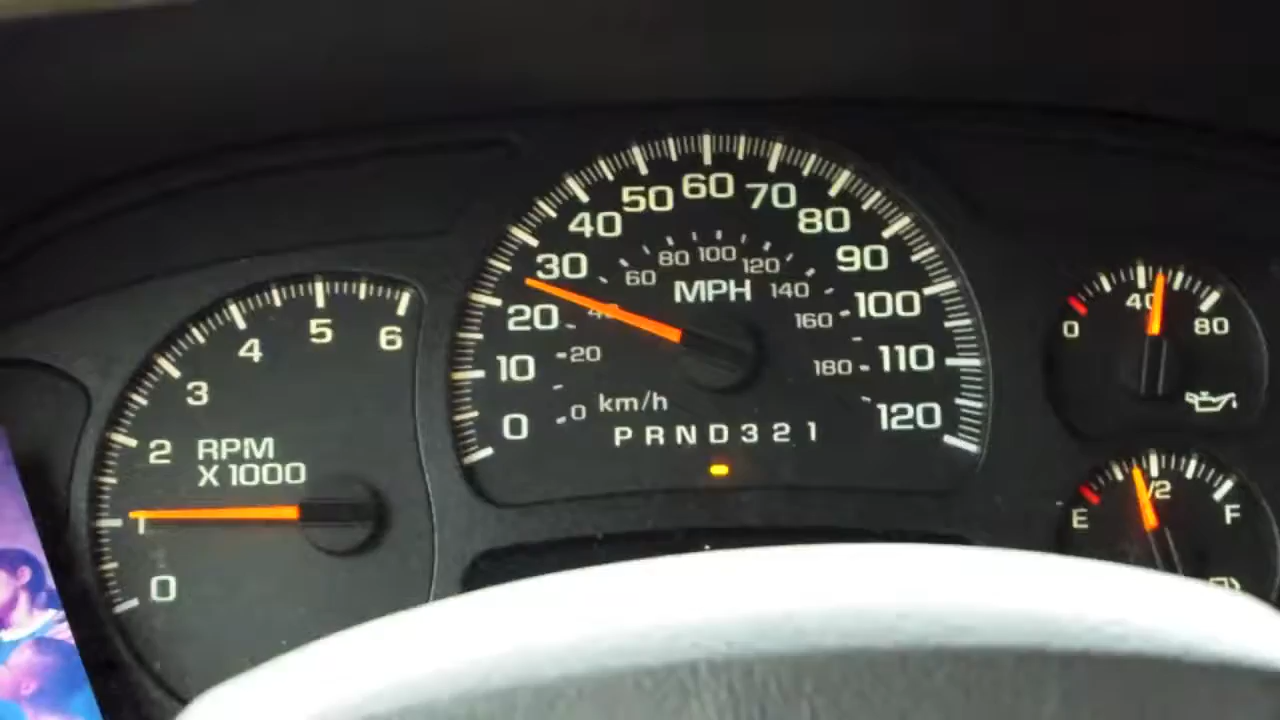 0 1 2 3 4 5 6
RPM
X 1000
0 10 20 30 40 50 60 70 80 90 100 110 120
0 20 40 60 80 100 120 140 160 180
MPH
km/h
P R N D 3 2 1
0 40 80
E 1/2 F